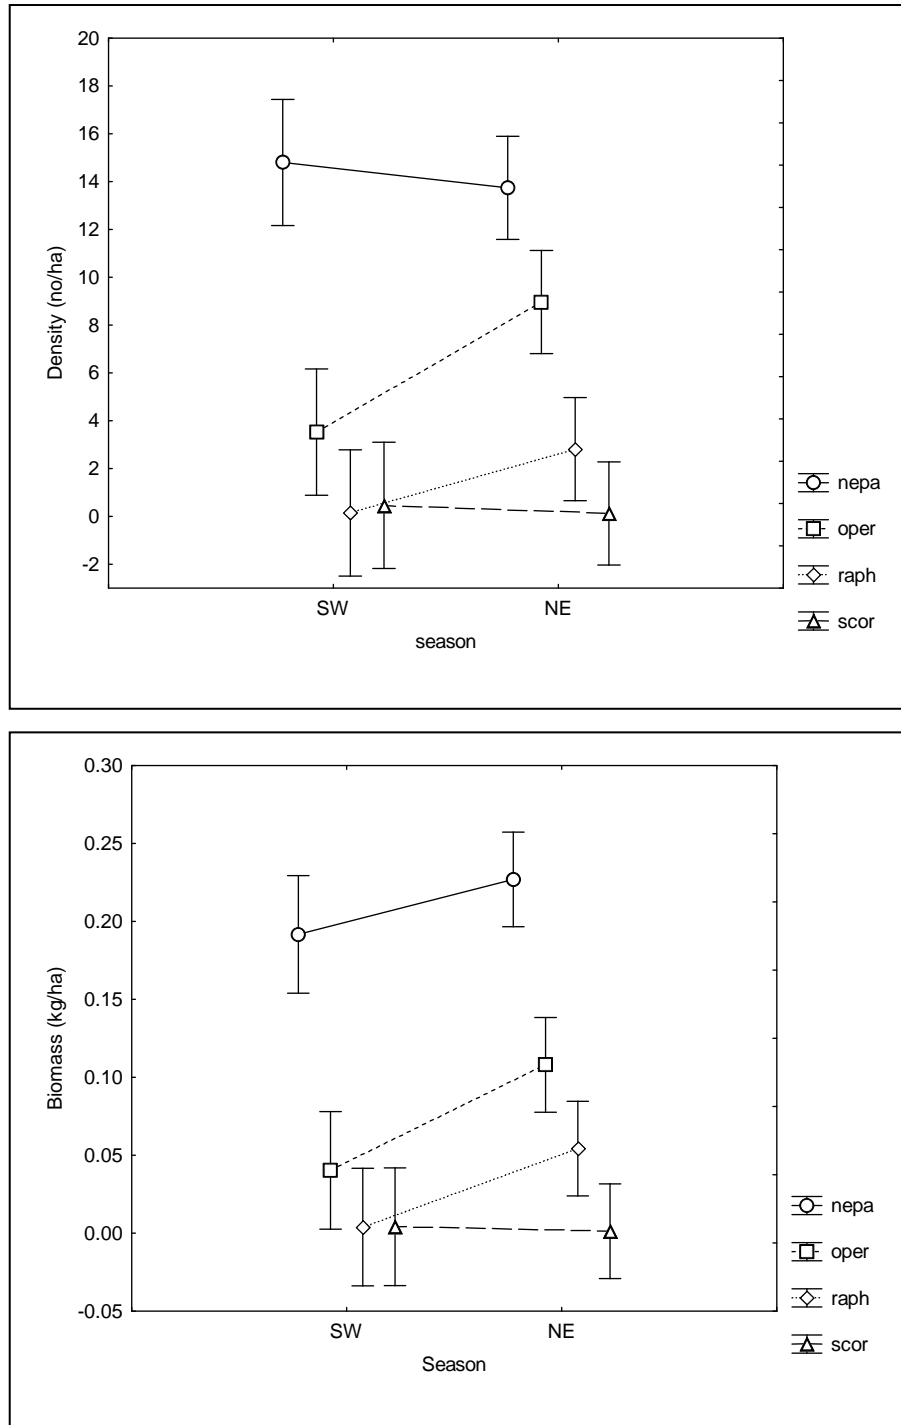 20
18
16
14
12
10
8
6
4
2
0
-2
Density (no/ha)
SW NE
season
nepa
oper
raph
scor
0.30
0.25
0.20
0.15
0.10
0.05
0.00
-0.05
Biomass (kg/ha)
SW NE
Season
nepa
oper
raph
scor